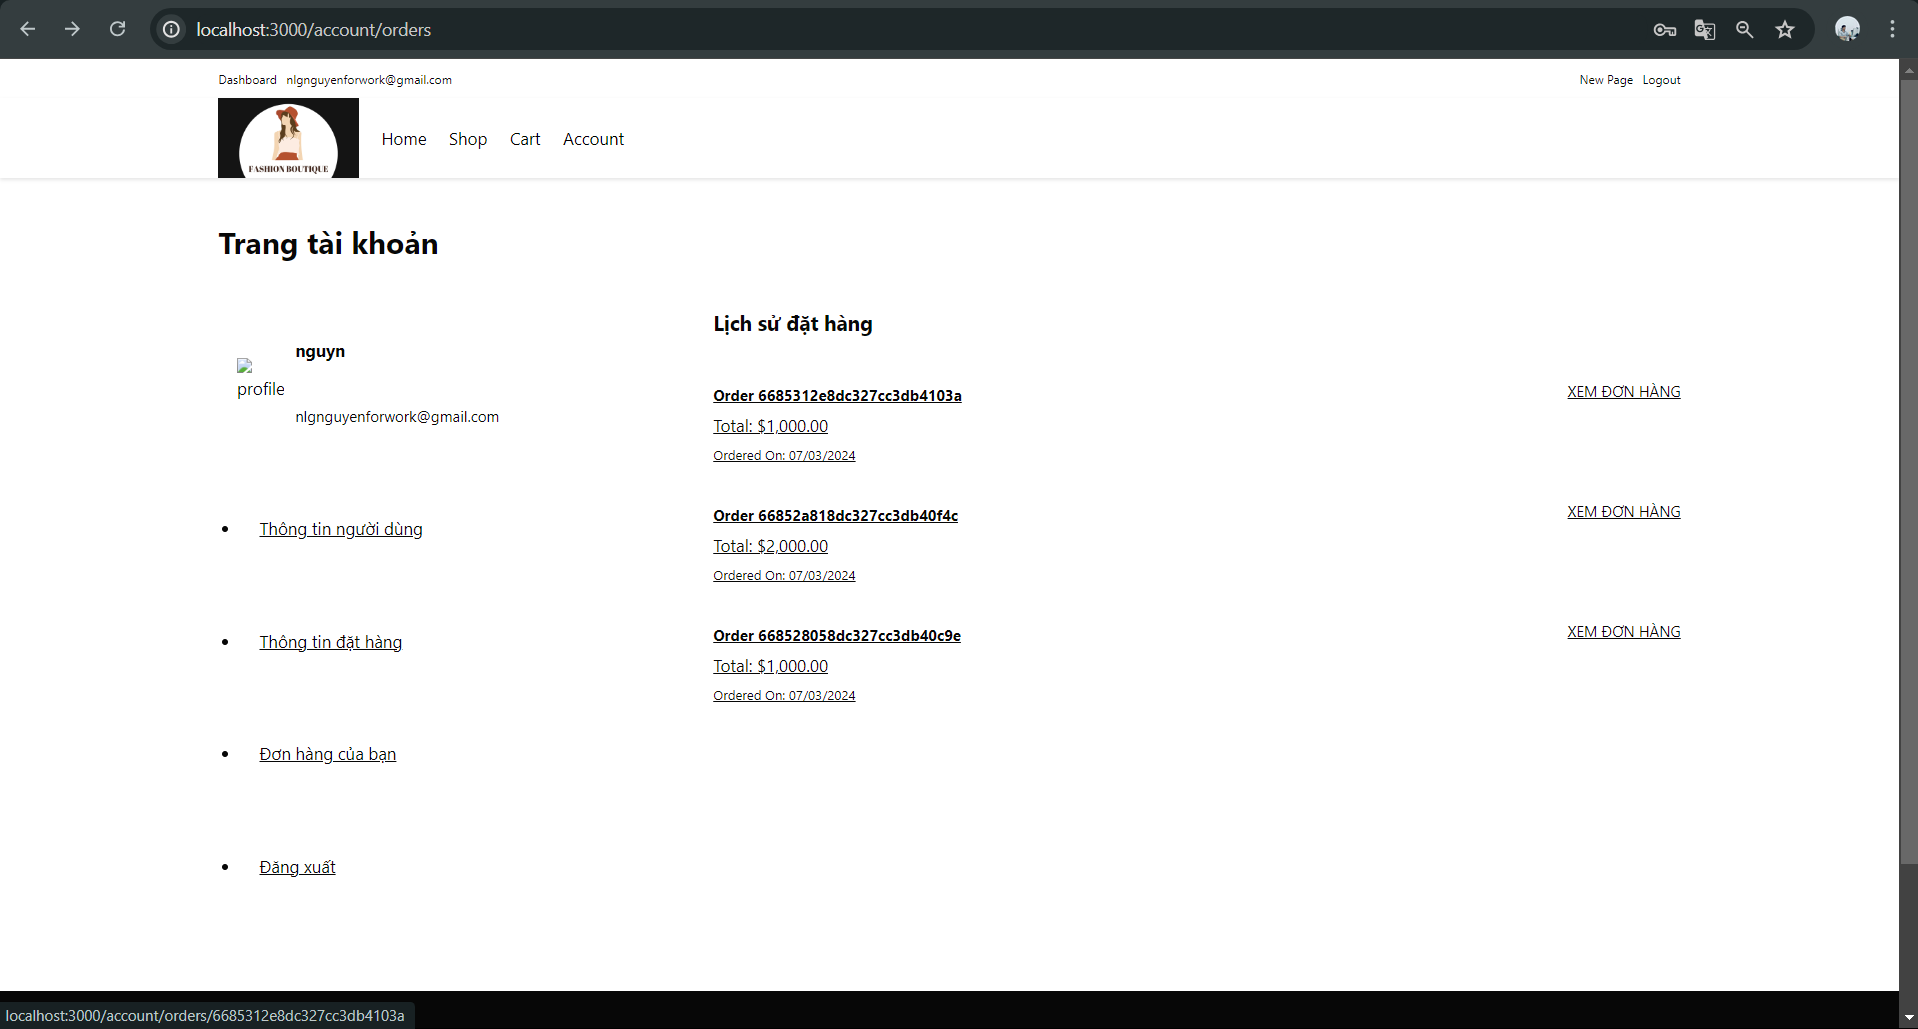 localhost:3000/account/orders
Dashboard nlgnguyenforwork@gmail.com
New Page Logout
FASHION BOUTIQUE
Home Shop Cart Account
Trang tài khoản
profile
nguyn
nlgnguyenforwork@gmail.com
Thông tin người dùng
Thông tin đặt hàng
Đơn hàng của bạn
Đăng xuất
Lịch sử đặt hàng
Order 6685312e8dc327cc3db4103a
XEM ĐƠN HÀNG
Total: $1,000.00
Ordered On: 07/03/2024
Order 66852a818dc327cc3db40f4c
XEM ĐƠN HÀNG
Total: $2,000.00
Ordered On: 07/03/2024
Order 668528058dc327cc3db40c9e
XEM ĐƠN HÀNG
Total: $1,000.00
Ordered On: 07/03/2024
localhost:3000/account/orders/6685312e8dc327cc3db4103a